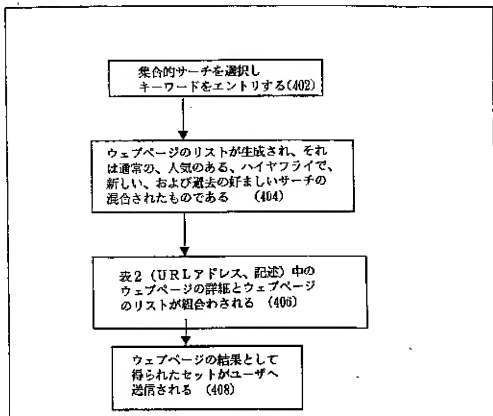 集合的サーチを選択し
キーワードをエントリする(402)
ウェブページのリストが生成され、それ
は通常の、人気のある、ハイヤフライで、
新しい、および過去の好ましいサーチの
混合されたものである (404)
表2(URLアドレス、記述)中の
ウェブページの詳細とウェブページ
のリストが組合わされる (406)
ウェブページの結果として
得られたセットがユーザへ
送信される (408)